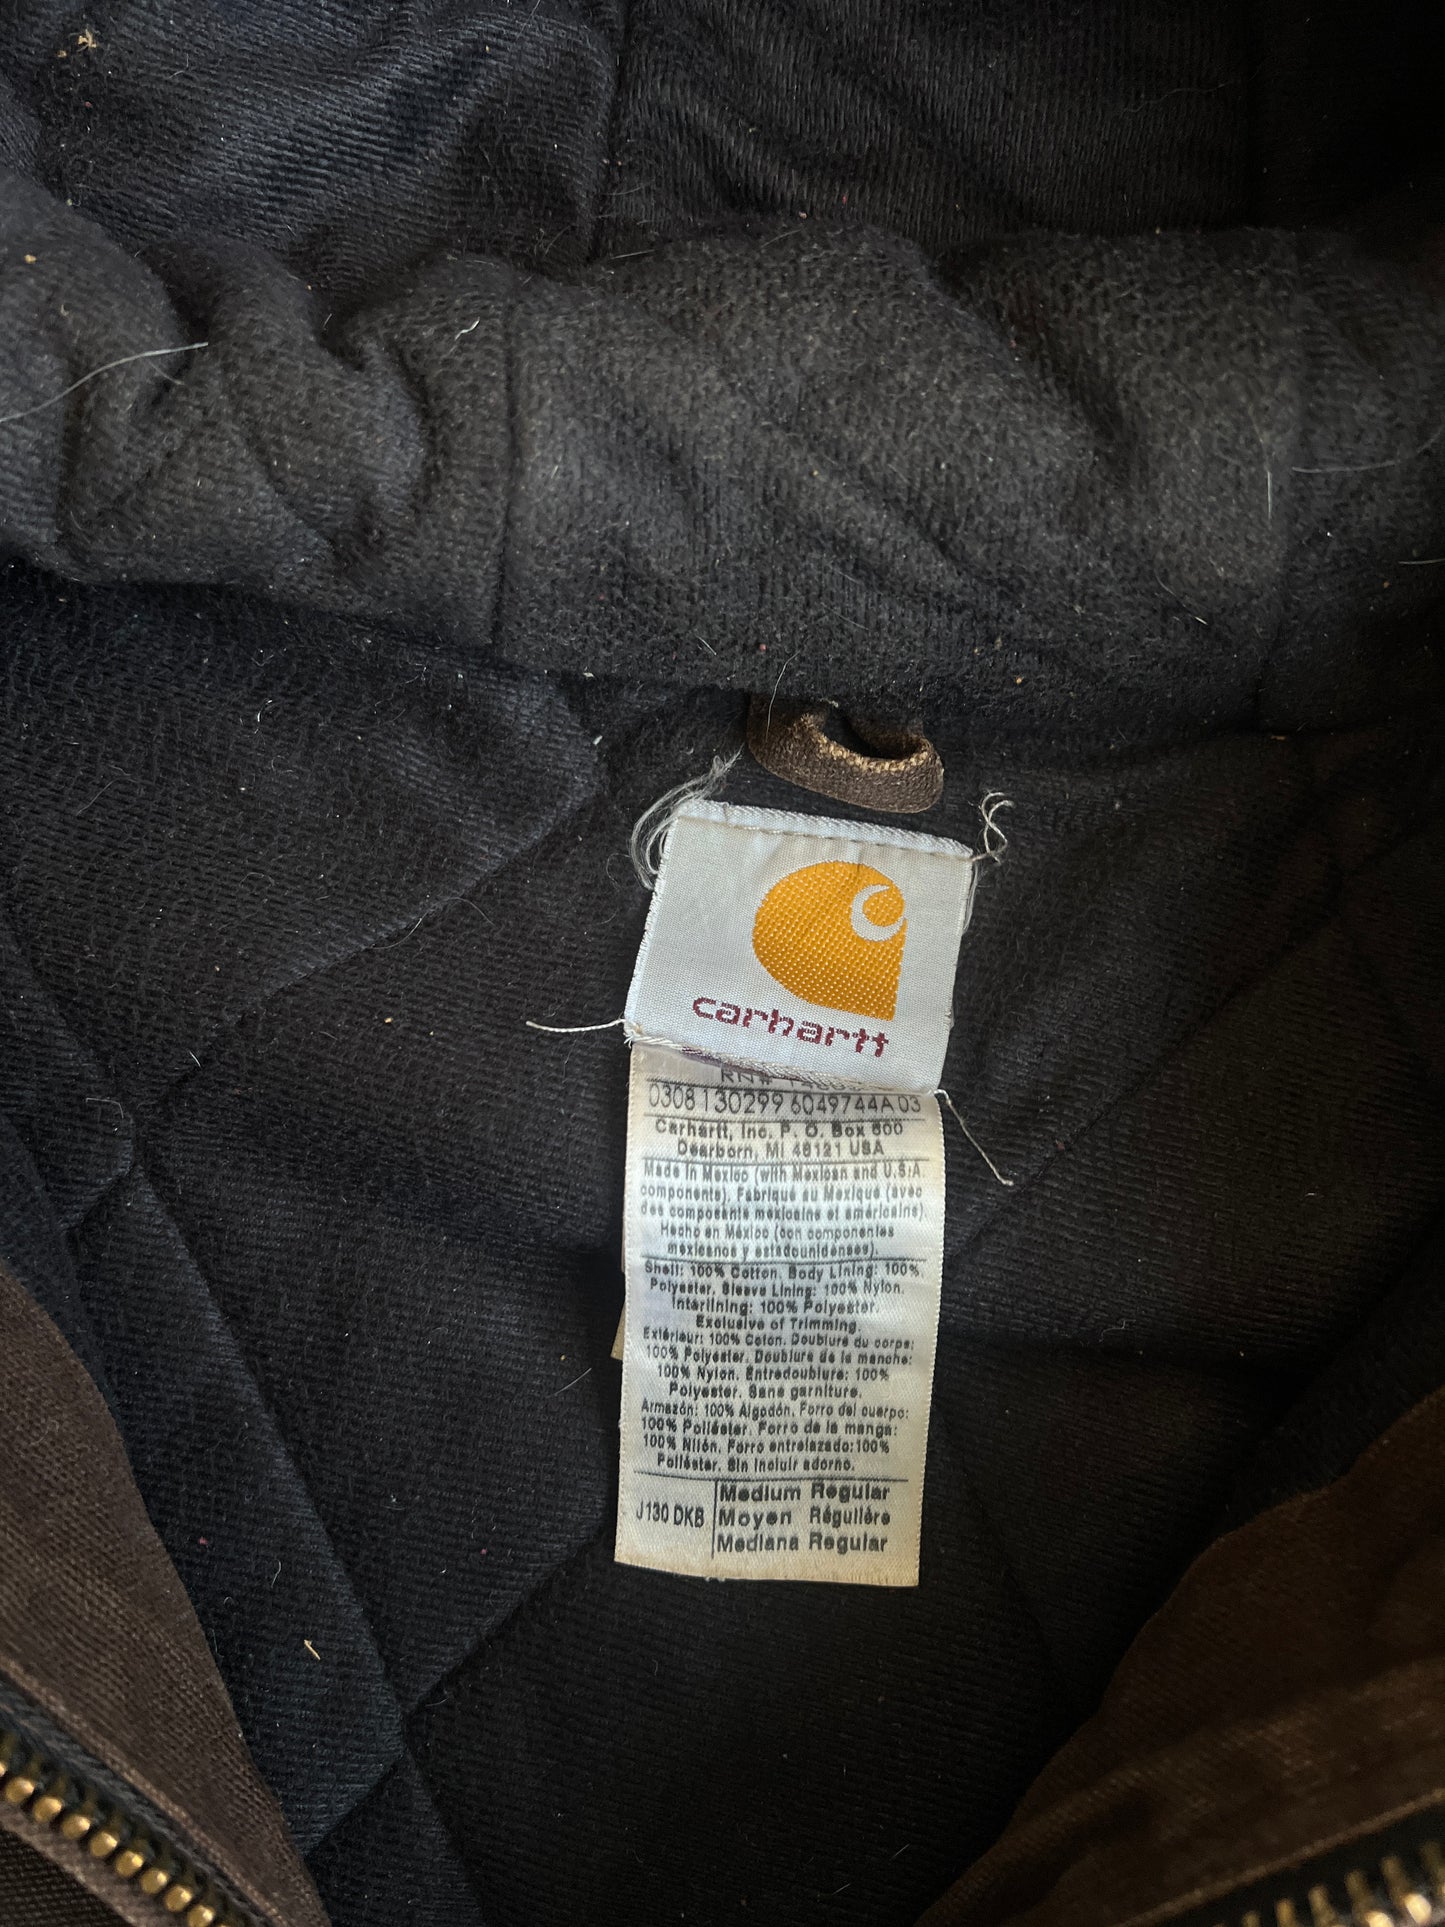 carhartt
RN#
0308 130299 6049744A 03
Carhartt, Inc. P. O. Box 600
Dearborn, MI 48121 USA
Made in Mexico (with Mexican and U.S.A
components). Fabriqué au Mexique (avec
des composants mexicains et américains)
Hecho en México (con componentes
mexicanos y estadounidenses).
Shell: 100% Cotton. Body Lining: 100%
Polyester. Sleeve Lining: 100% Nylon.
Interlining: 100% Polyester.
Exclusive of Trimming.
Extérieur: 100% Coton. Doublure du corps:
100% Polyester. Doublure de la manche:
100% Nylon. Entredoublure: 100%
Polyester. Sans garniture.
Armazón: 100% Algodón. Forro del cuerpo:
100% Poliéster. Forro de la manga:
100% Nilón. Forro entrelazado: 100%
Poliéster. Sin incluir adorno.
J130 DKB
Medium Regular
Moyen Régulière
Mediana Regular